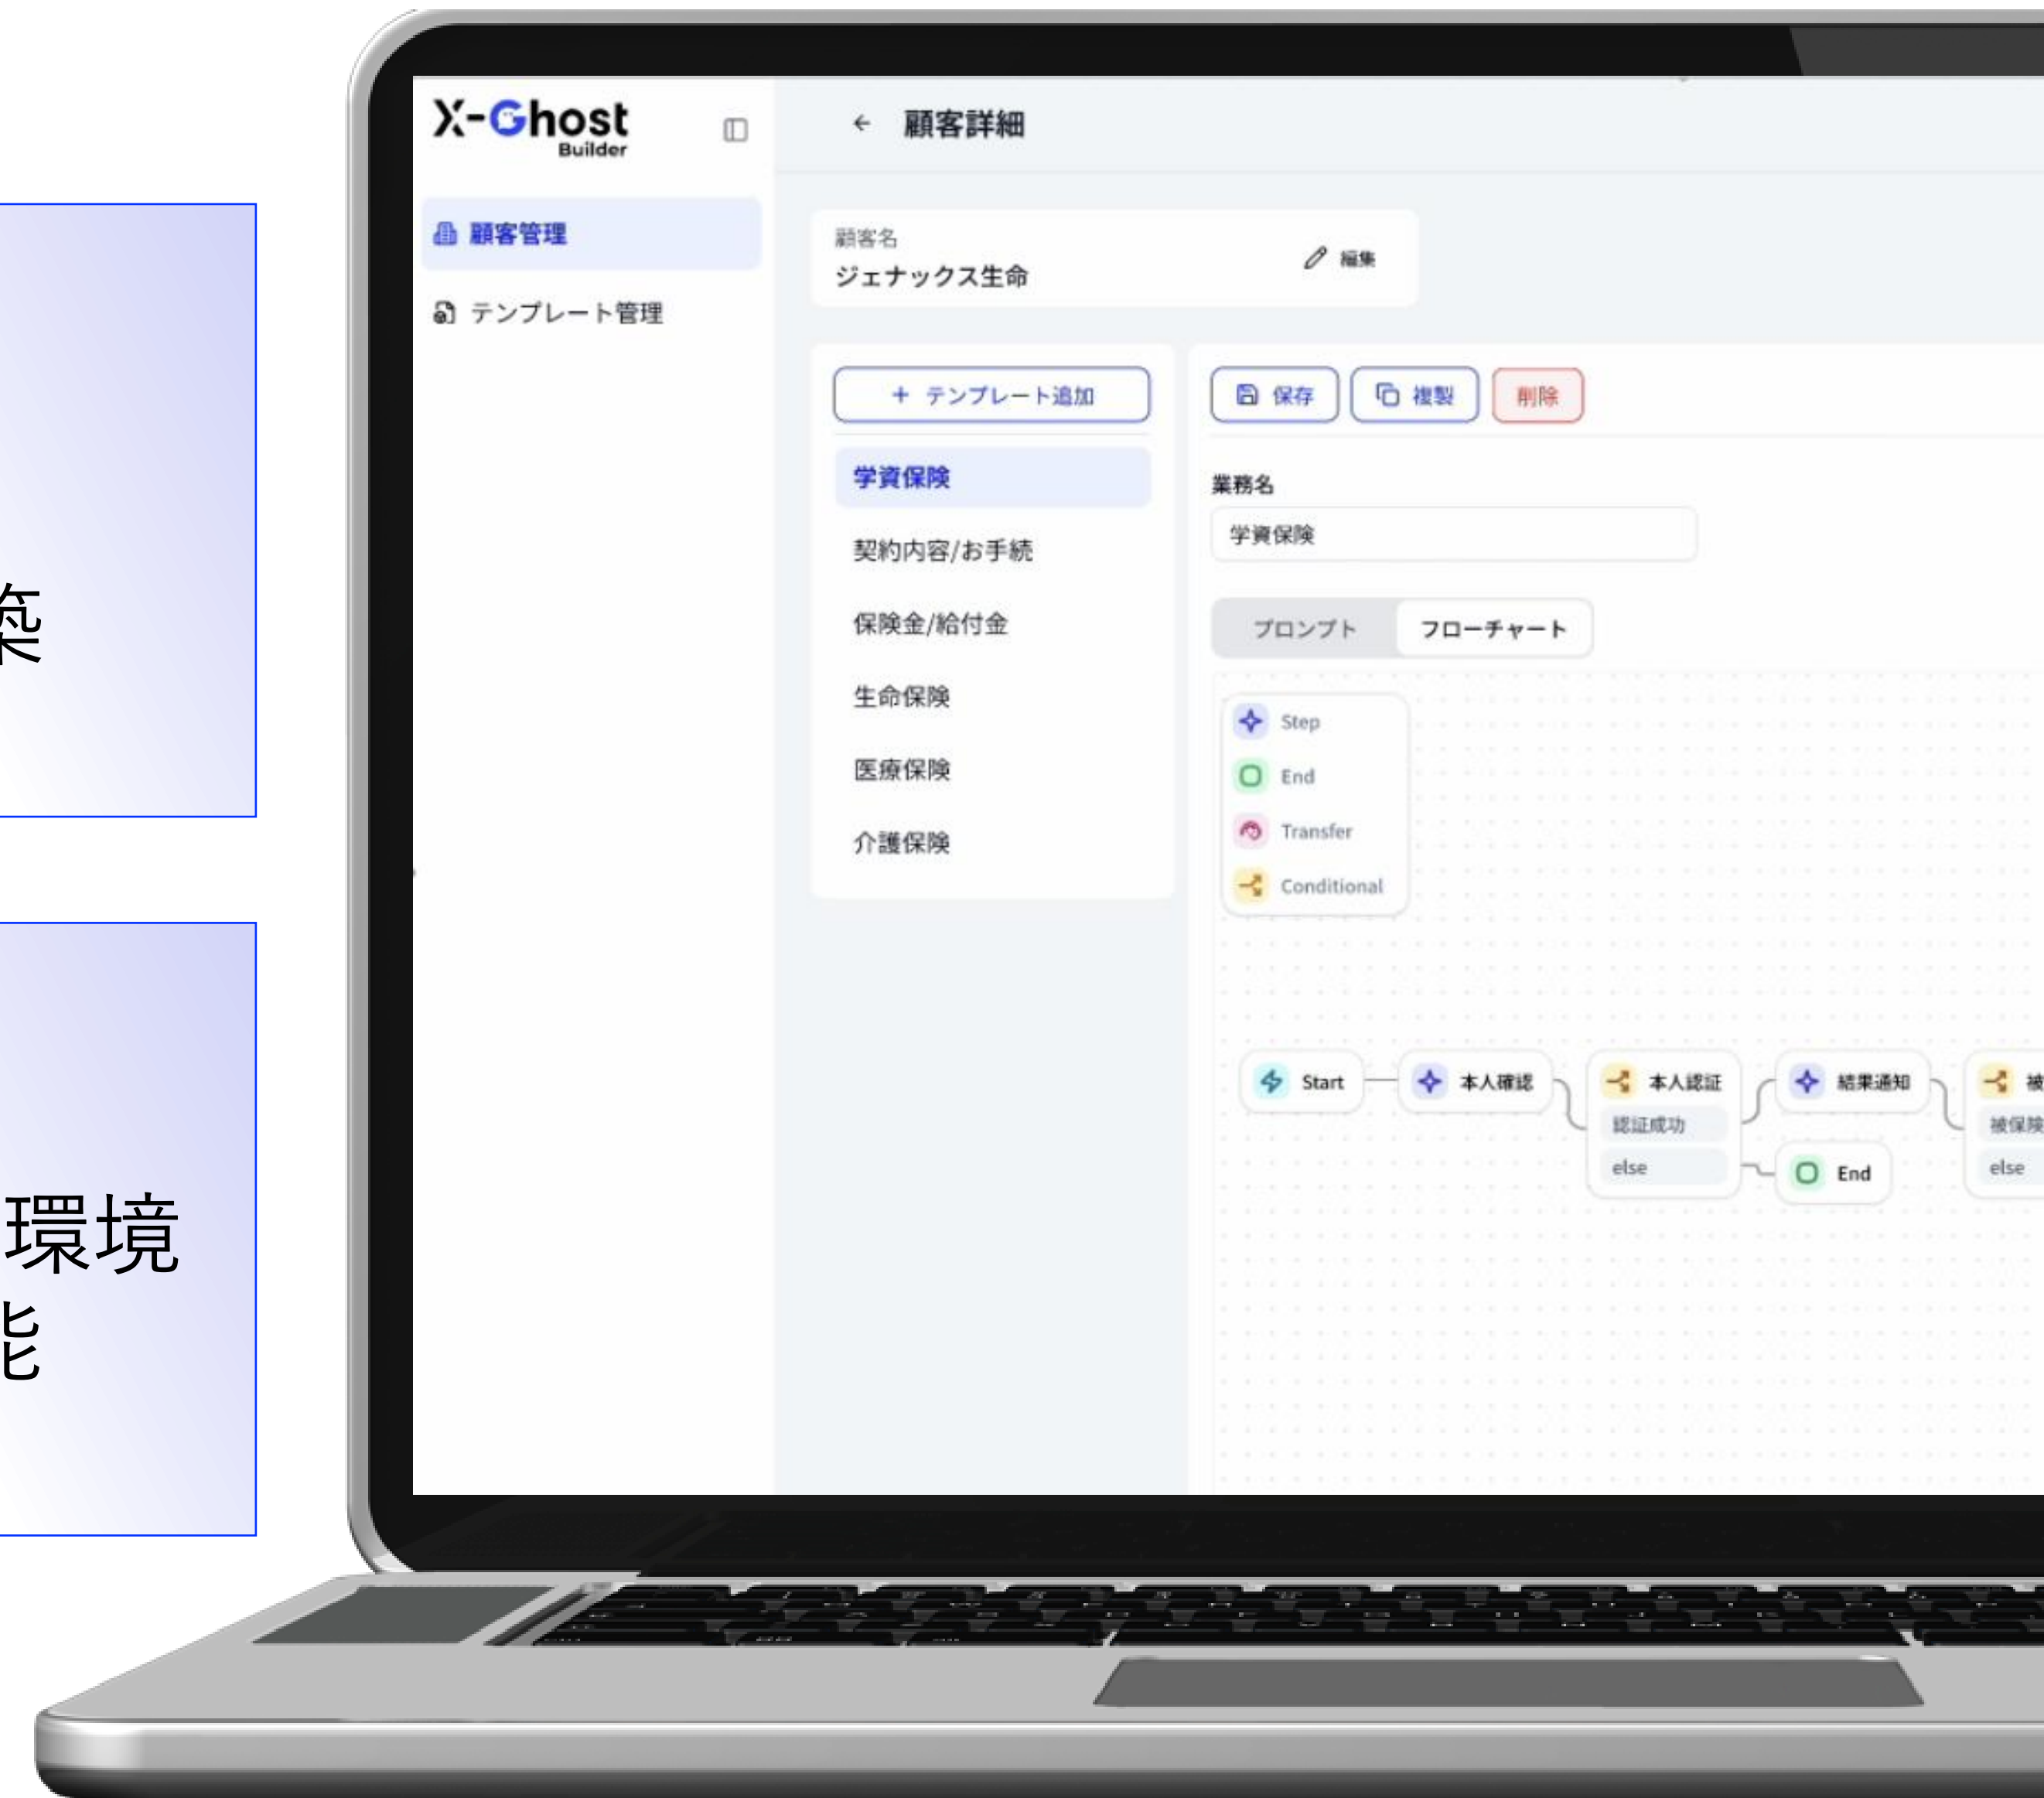 築
環境
能
X-Ghost
Builder
顧客管理
テンプレート管理
← 顧客詳細
顧客名
ジェナックス生命
編集
+ テンプレート追加
学資保険
契約内容/お手続
保険金/給付金
生命保険
医療保険
介護保険
保存
複製
削除
業務名
学資保険
プロンプト
フローチャート
Step
End
Transfer
Conditional
Start
本人確認
本人認証
認証成功
else
結果通知
End
被
被保険
else